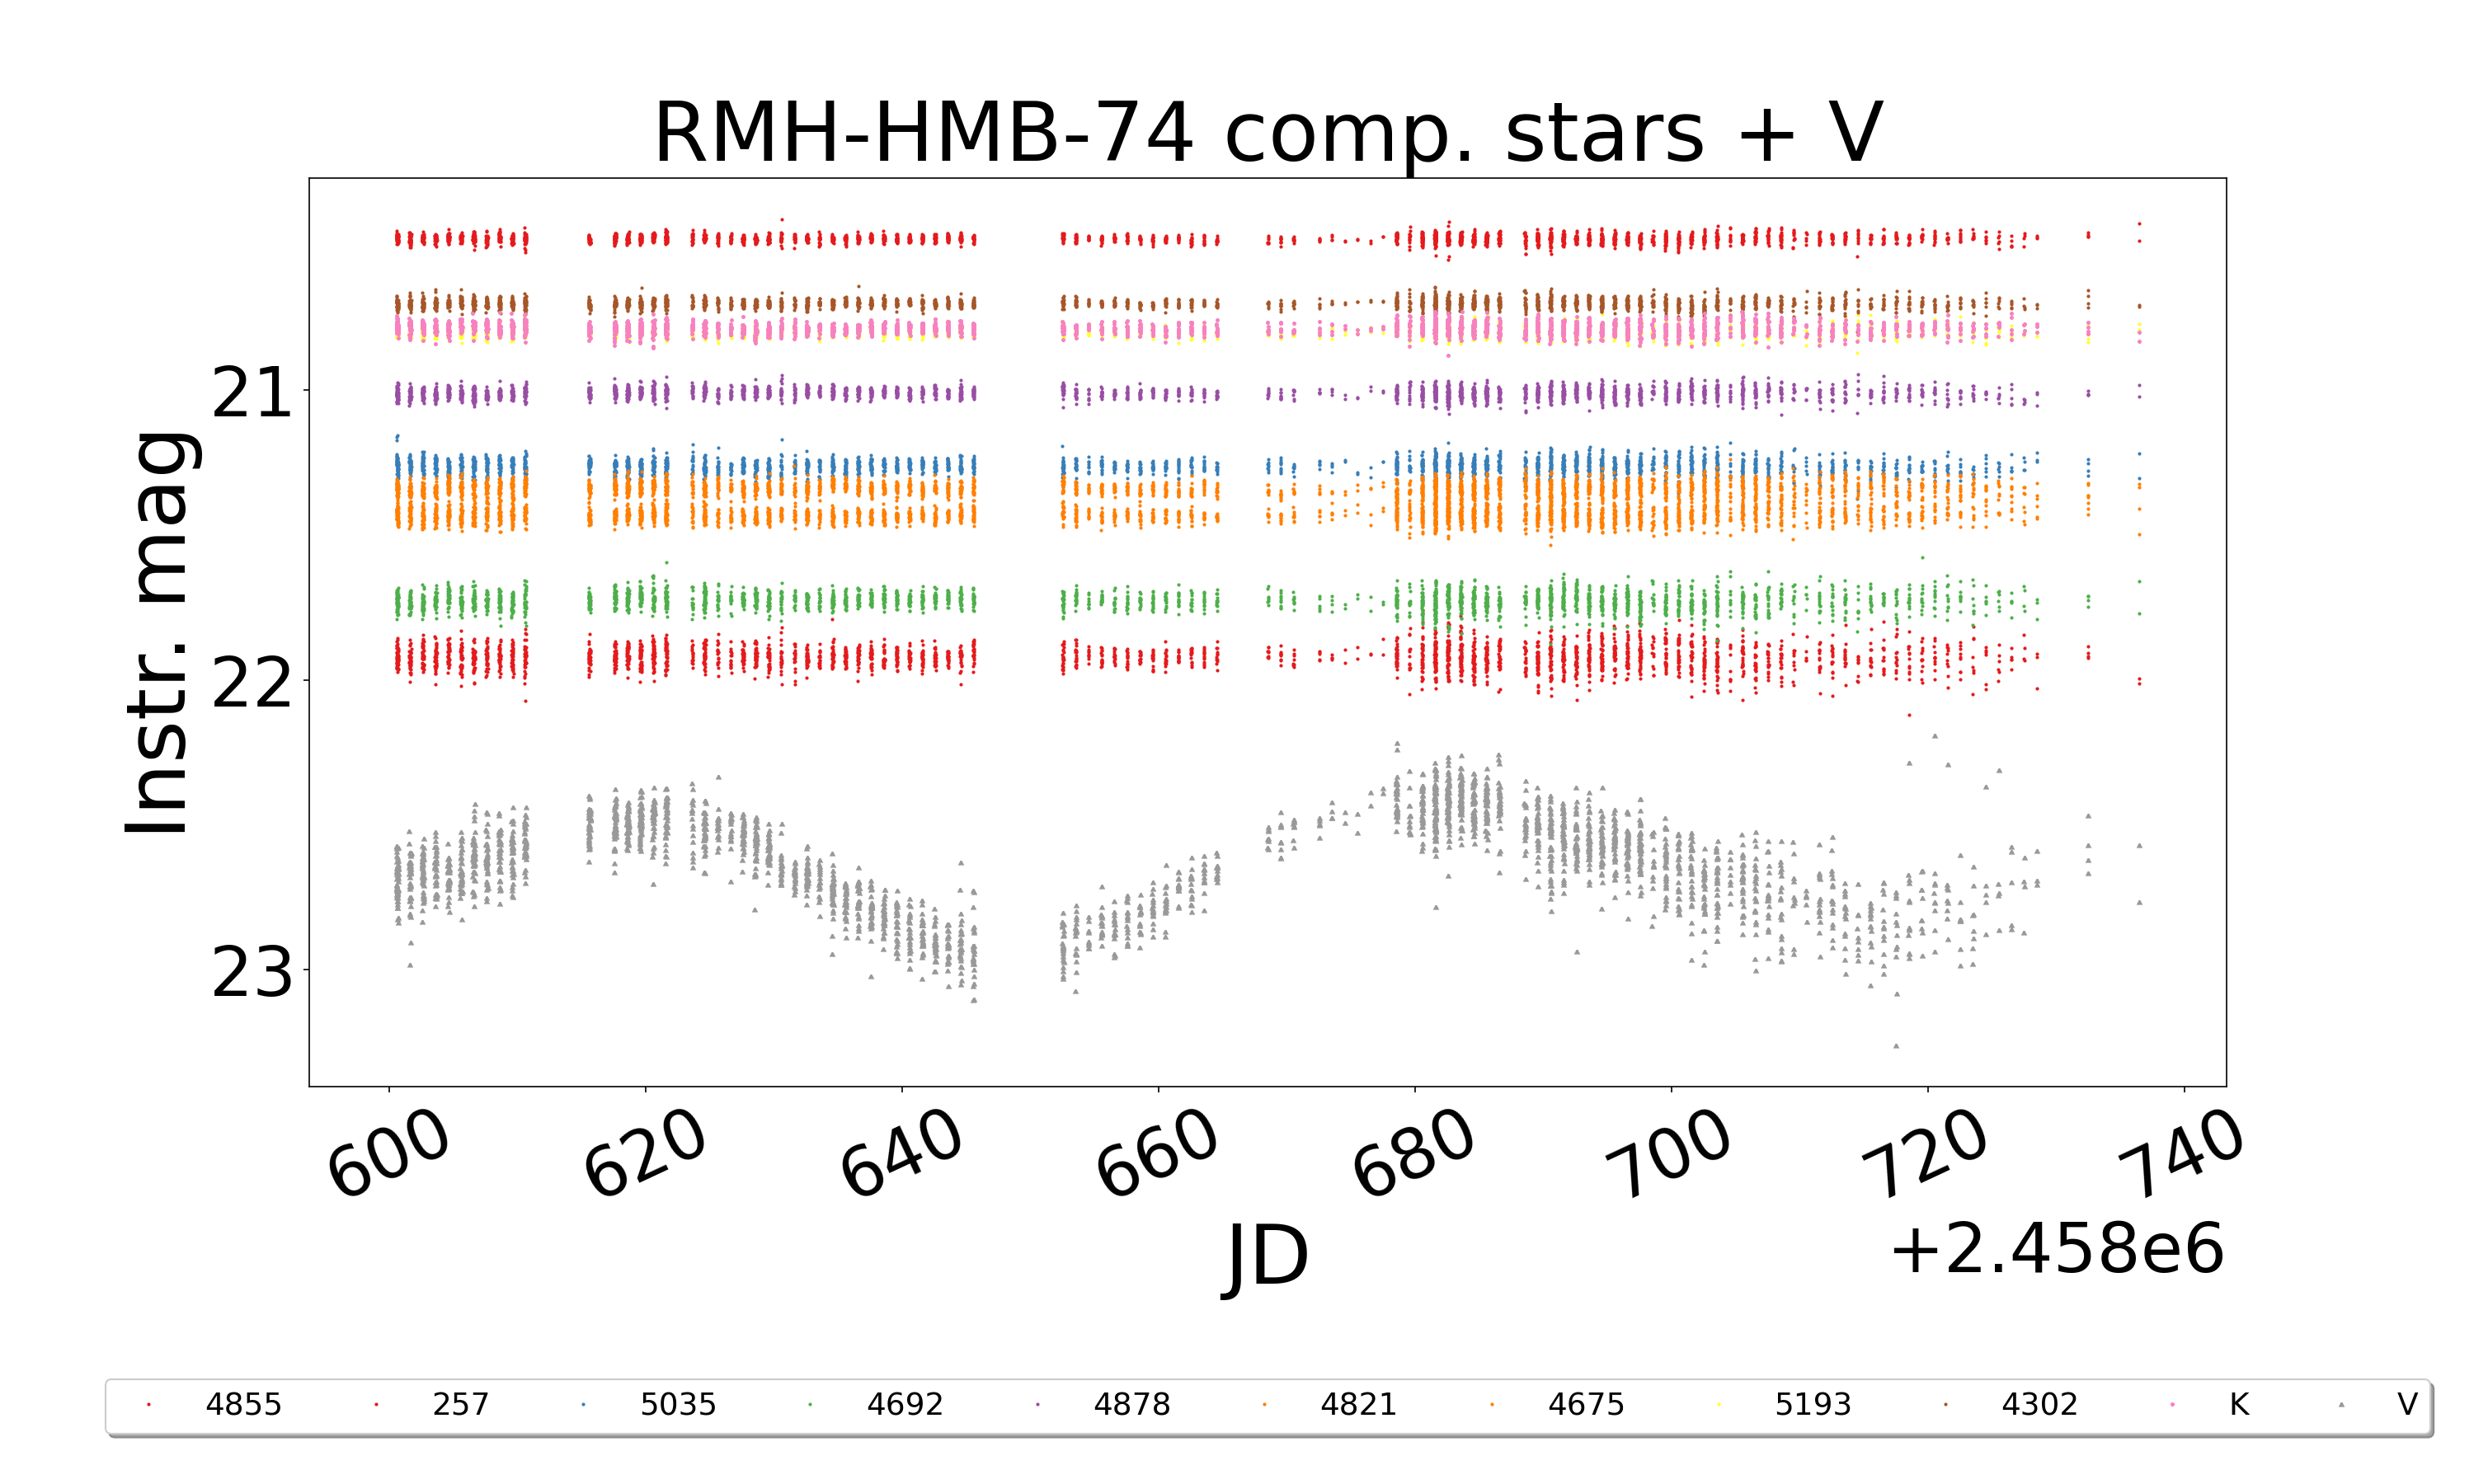 RMH-HMB-74 comp. stars + V
Instr. mag
21
22
23
600 620 640 660 680 700 720 740
JD
+2.458e6
4855 257 5035 4692 4878 4821 4675 5193 4302 K V